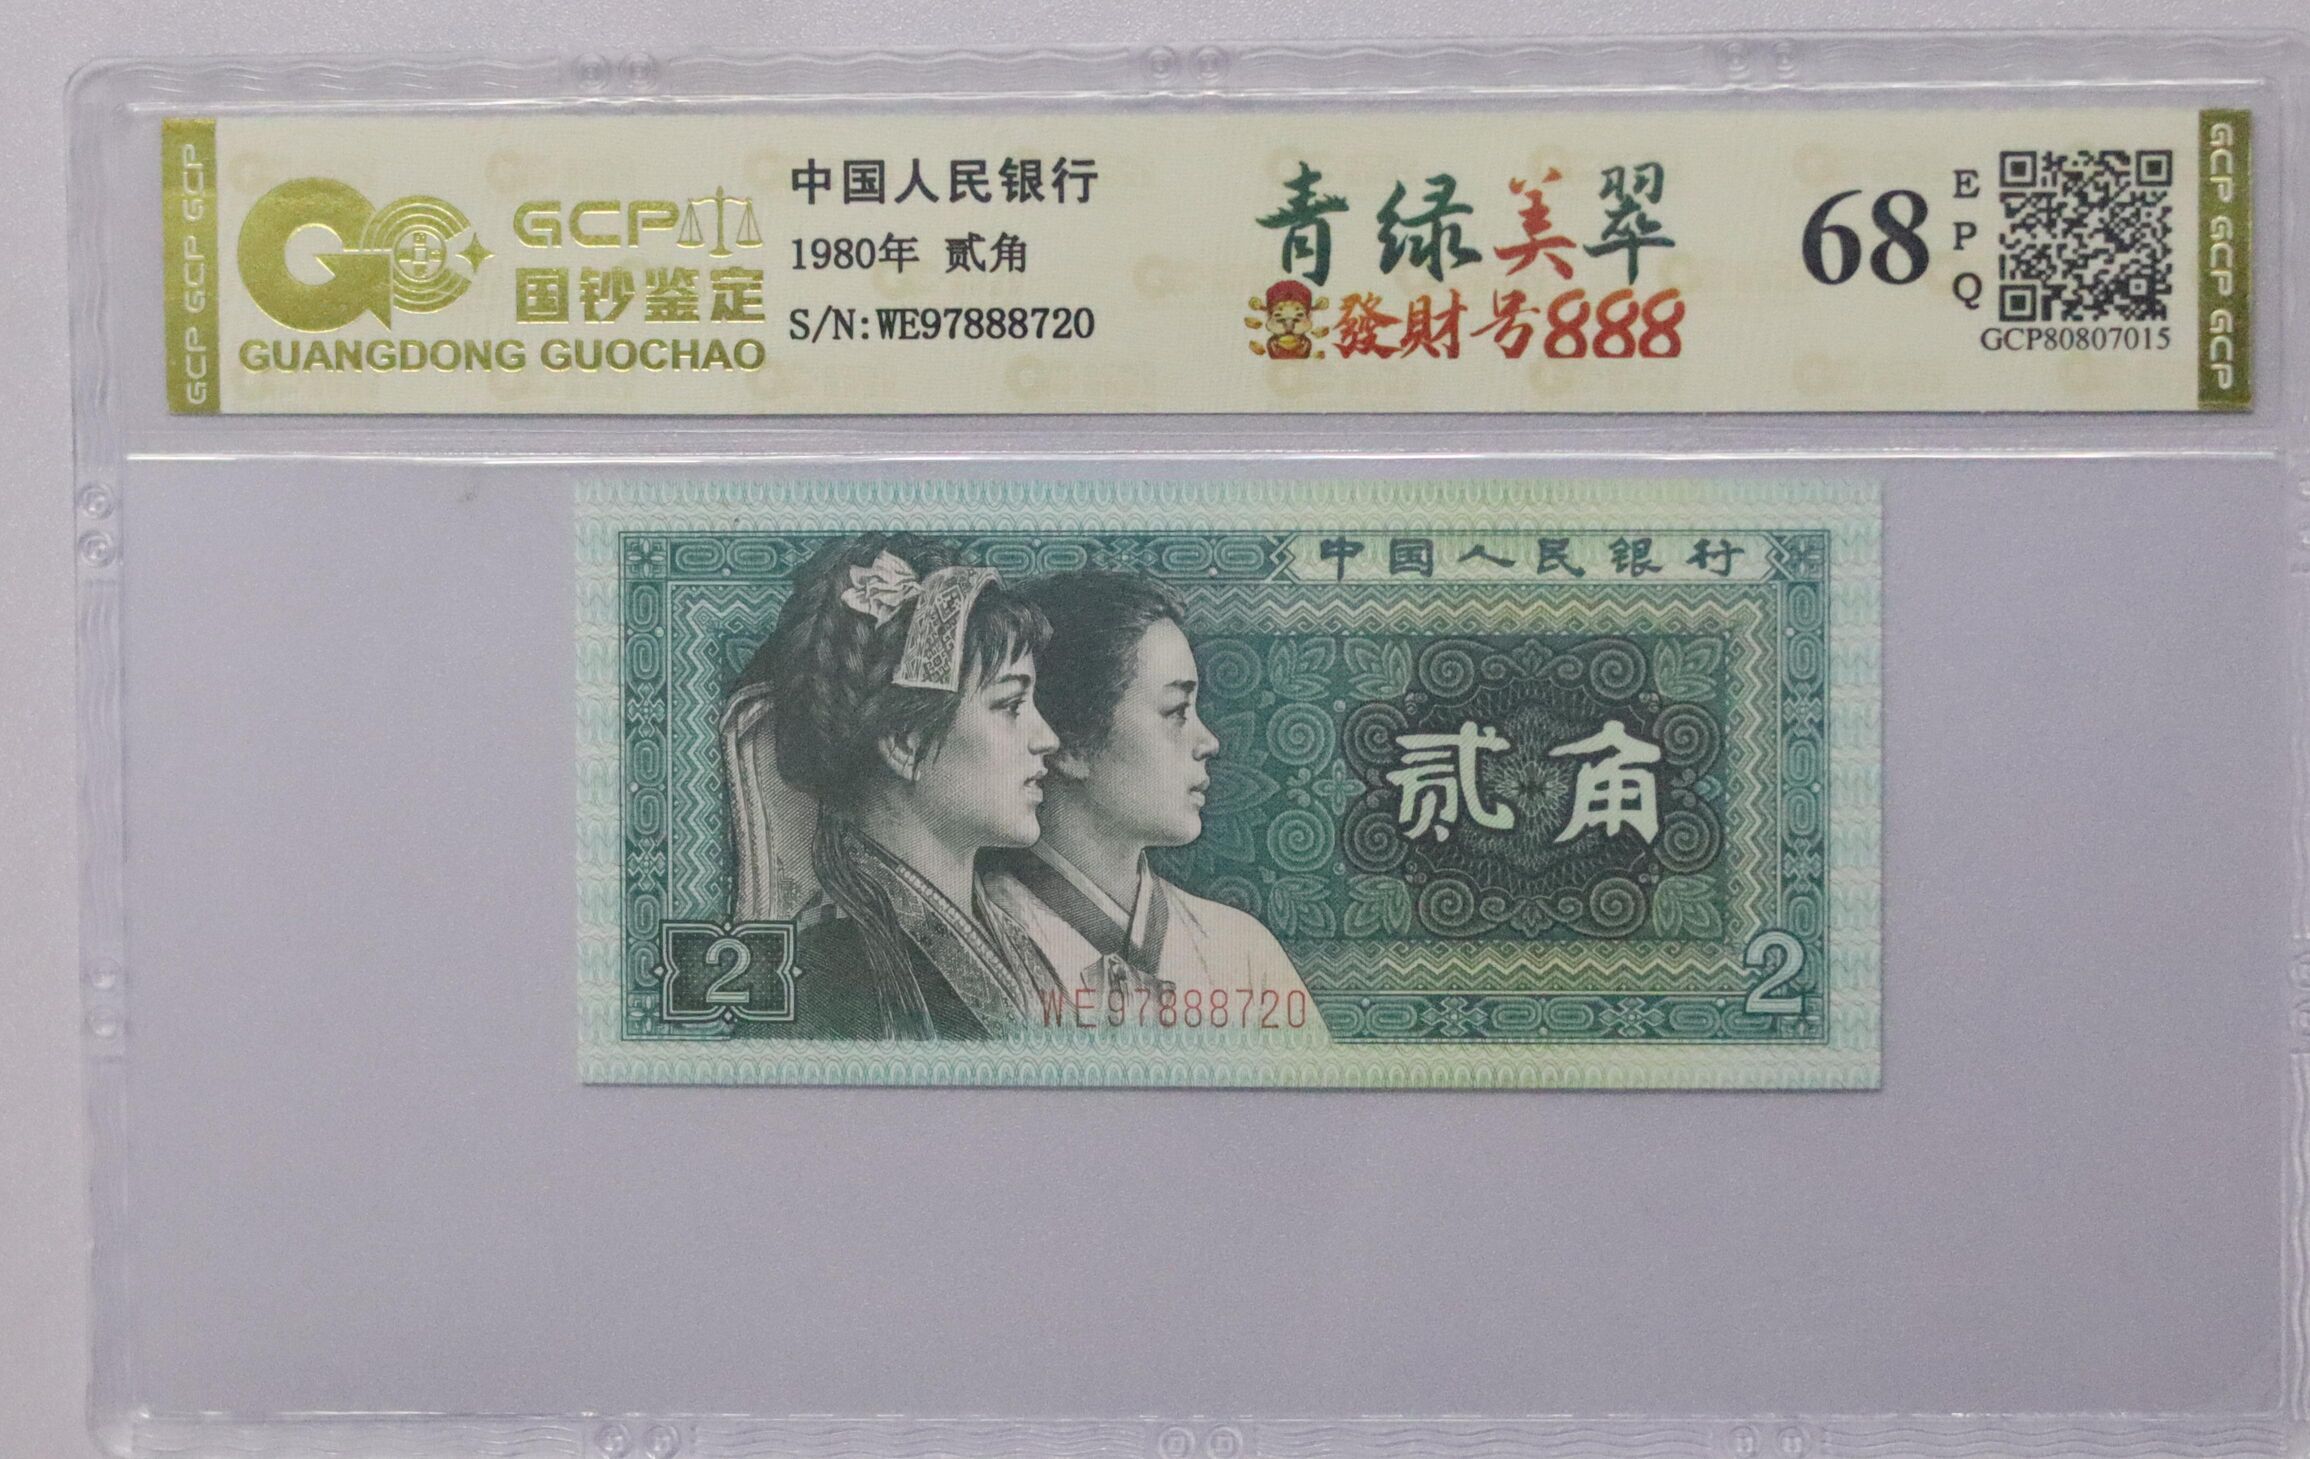 GCP GCP GCP
GCP
国钞鉴定
GUANGDONG GUOCHAO
中国人民银行
1980年 贰角
S/N:WE97888720
青绿美翠
發財号888
68
EPQ
GCP80807015
GCP GCP GCP
中国人民银行
贰角
2
2
WE97888720